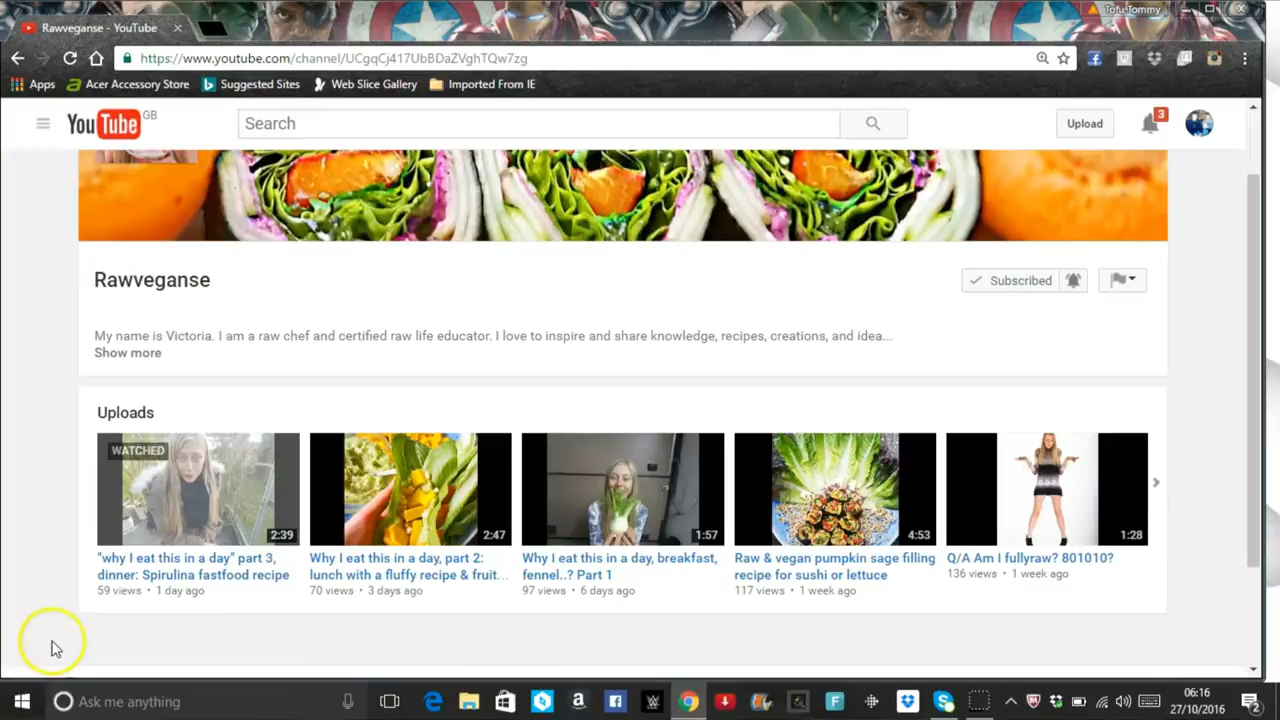 Rawveganse - YouTube
Tofu Tommy
https://www.youtube.com/channel/UCgqCj417UbBDaZVghTQw7zg
Apps
Acer Accessory Store
Suggested Sites
Web Slice Gallery
Imported From IE
YouTube GB
Search
Upload
3
Rawveganse
Subscribed
My name is Victoria. I am a raw chef and certified raw life educator. I love to inspire and share knowledge, recipes, creations, and idea...
Show more
Uploads
WATCHED
2:39
2:47
1:57
4:53
1:28
"why I eat this in a day" part 3,
dinner: Spirulina fastfood recipe
59 views • 1 day ago
Why I eat this in a day, part 2:
lunch with a fluffy recipe & fruit...
70 views • 3 days ago
Why I eat this in a day, breakfast,
fennel..? Part 1
97 views • 6 days ago
Raw & vegan pumpkin sage filling
recipe for sushi or lettuce
117 views • 1 week ago
Q/A Am I fullyraw? 801010?
136 views • 1 week ago
Ask me anything
06:16
27/10/2016
2